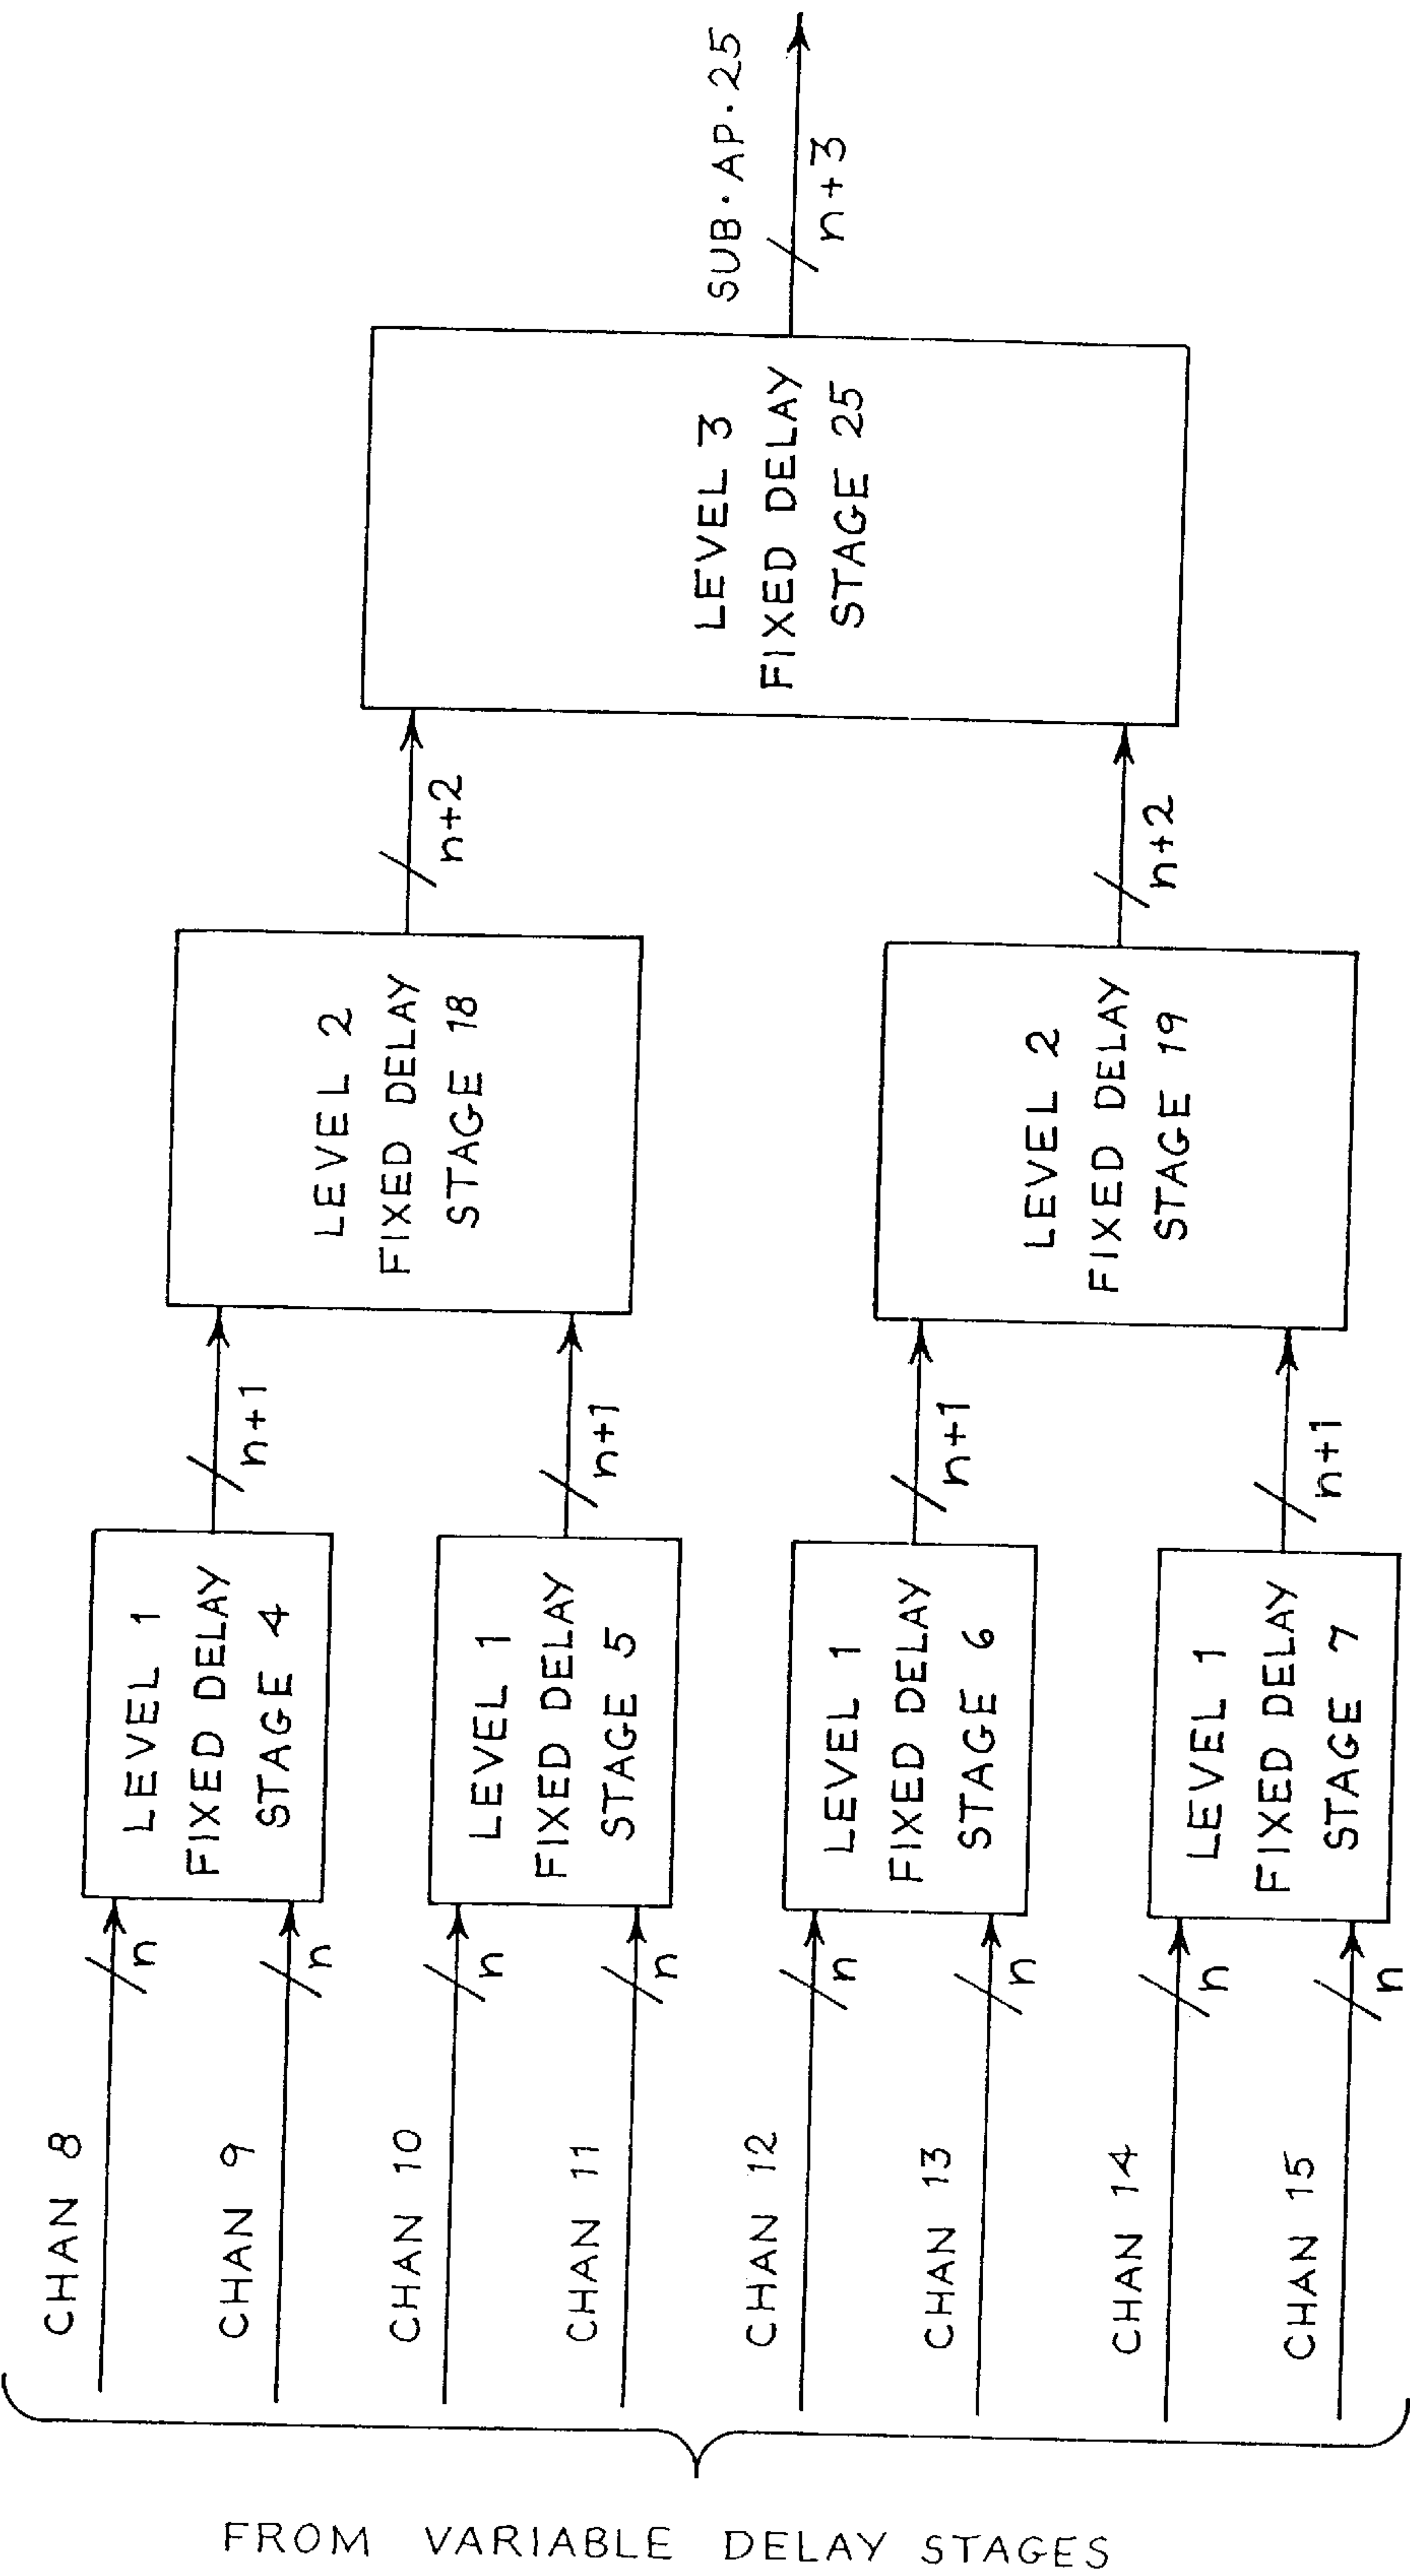 CHAN 8
n
CHAN 9
n
CHAN 10
n
CHAN 11
n
CHAN 12
n
CHAN 13
n
CHAN 14
n
CHAN 15
n
FROM VARIABLE DELAY STAGES
LEVEL 1
FIXED DELAY
STAGE 4
n+1
LEVEL 1
FIXED DELAY
STAGE 5
n+1
LEVEL 1
FIXED DELAY
STAGE 6
n+1
LEVEL 1
FIXED DELAY
STAGE 7
n+1
LEVEL 2
FIXED DELAY
STAGE 18
n+2
LEVEL 2
FIXED DELAY
STAGE 19
n+2
LEVEL 3
FIXED DELAY
STAGE 25
SUB·AP·25
n+3